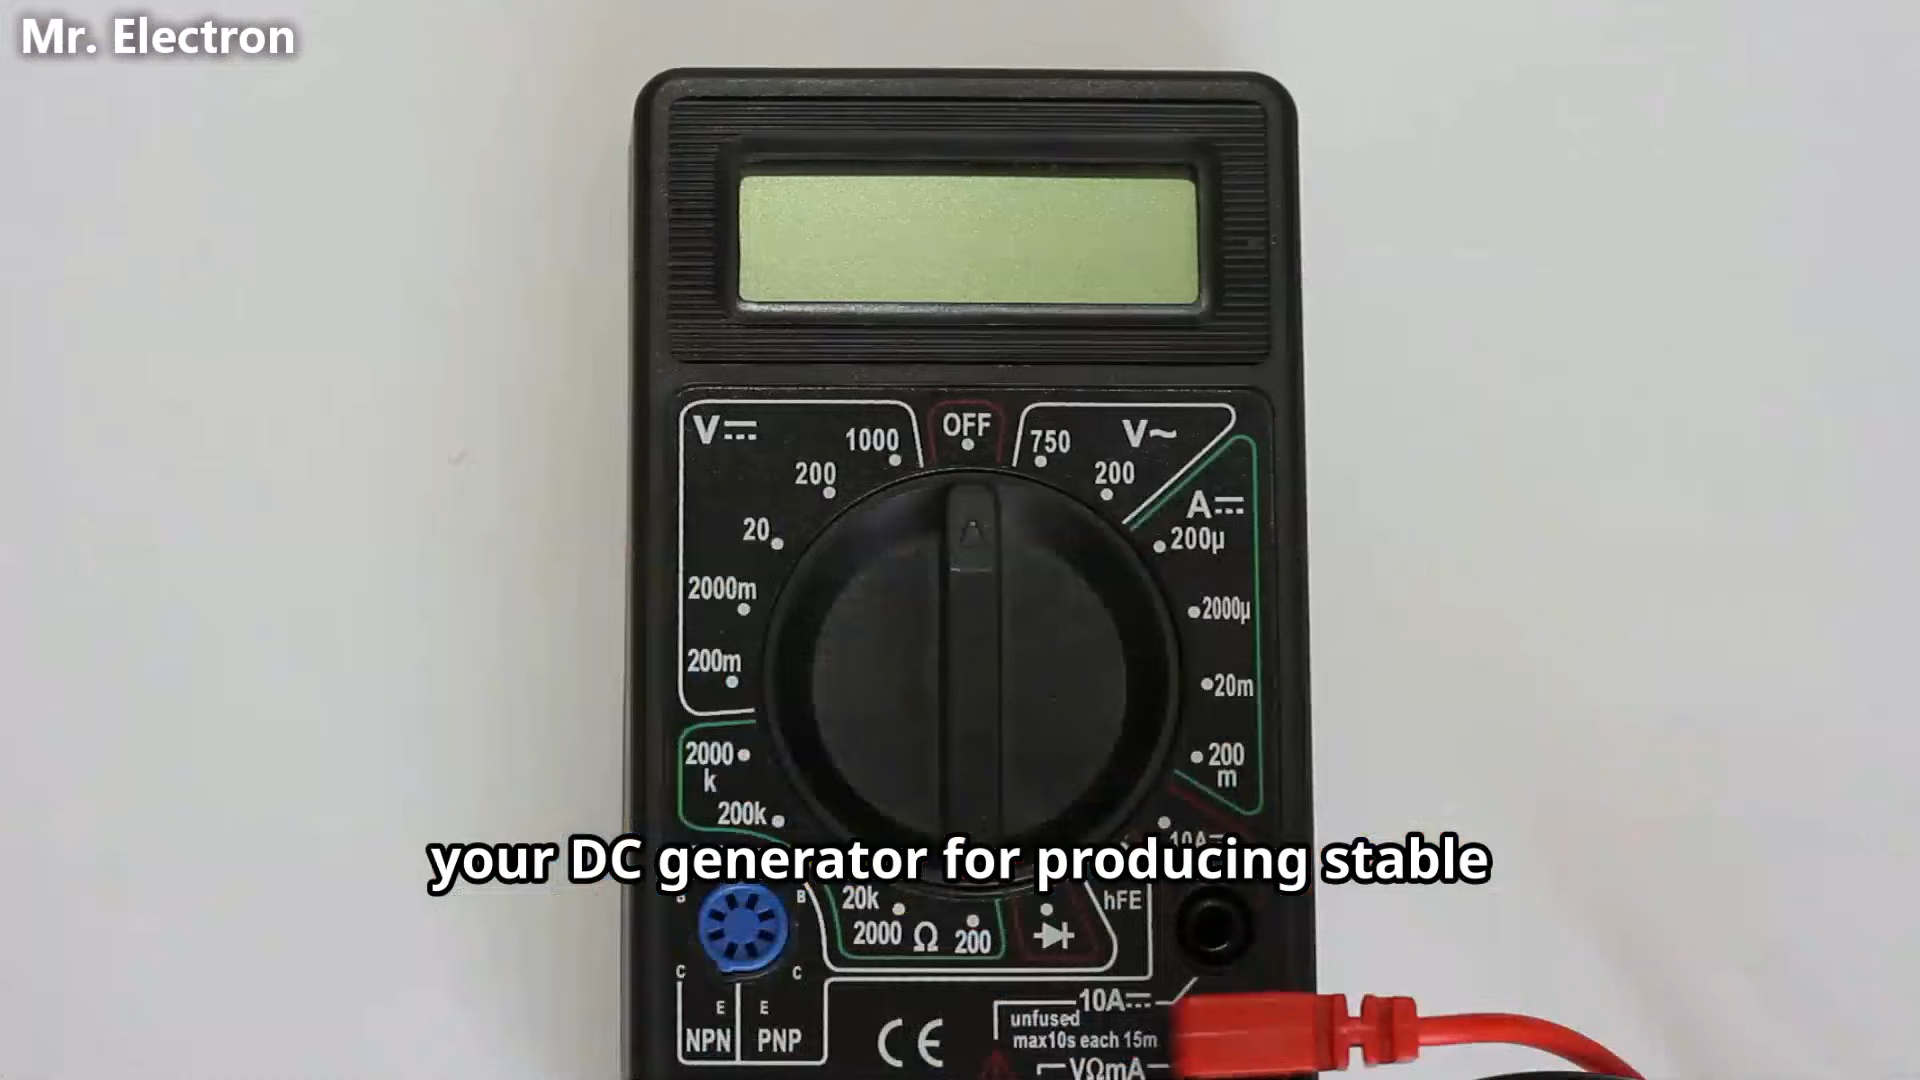 Mr. Electron
V⎓
1000
OFF
750
V~
200
200
A⎓
20
200µ
2000m
2000µ
200m
20m
2000
k
200
m
200k
10A⎓
your DC generator for producing stable
20k
hFE
B
2000 Ω 200
C
C
E
E
NPN
PNP
CE
10A⎓
unfused
max10s each 15m
VΩmA